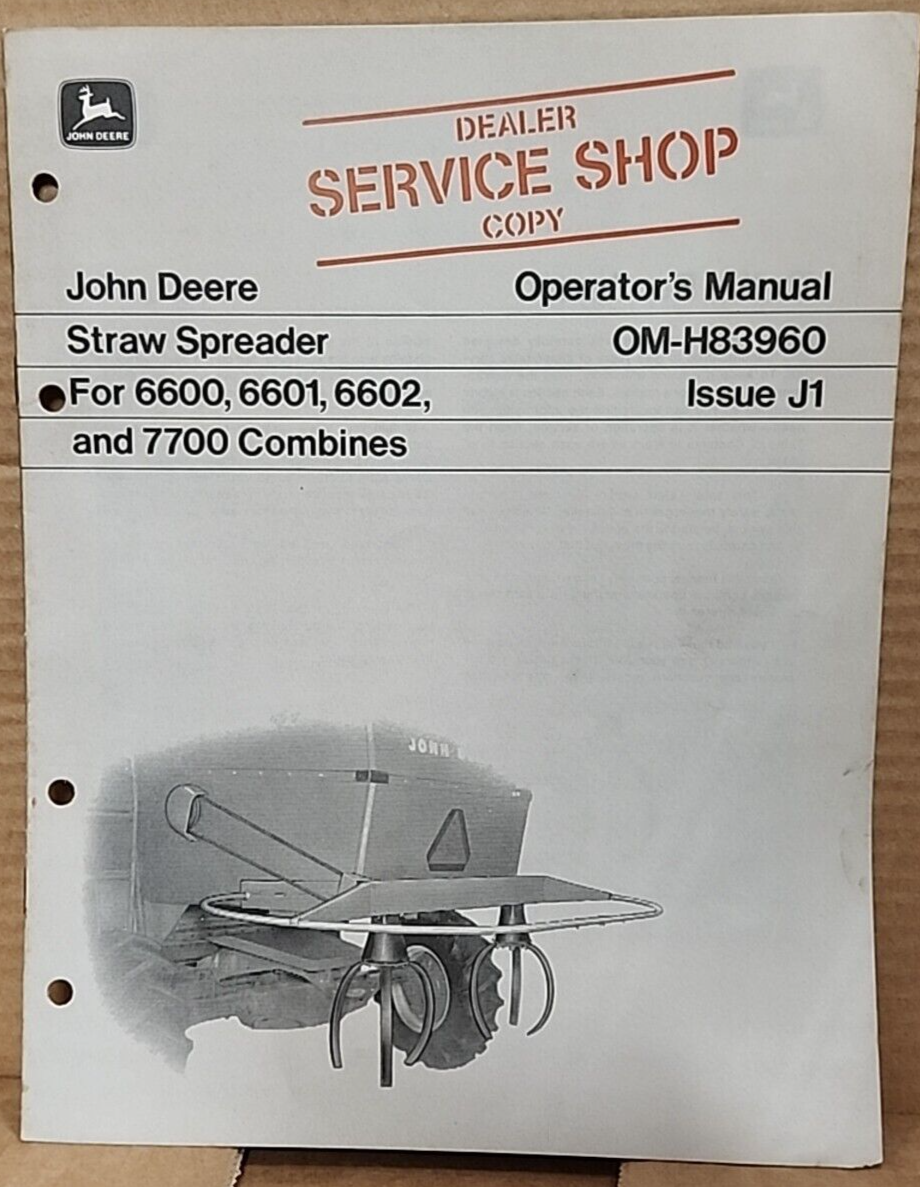 JOHN DEERE
DEALER
SERVICE SHOP
COPY
John Deere Operator's Manual
Straw Spreader OM-H83960
For 6600, 6601, 6602, Issue J1
and 7700 Combines
JOHN